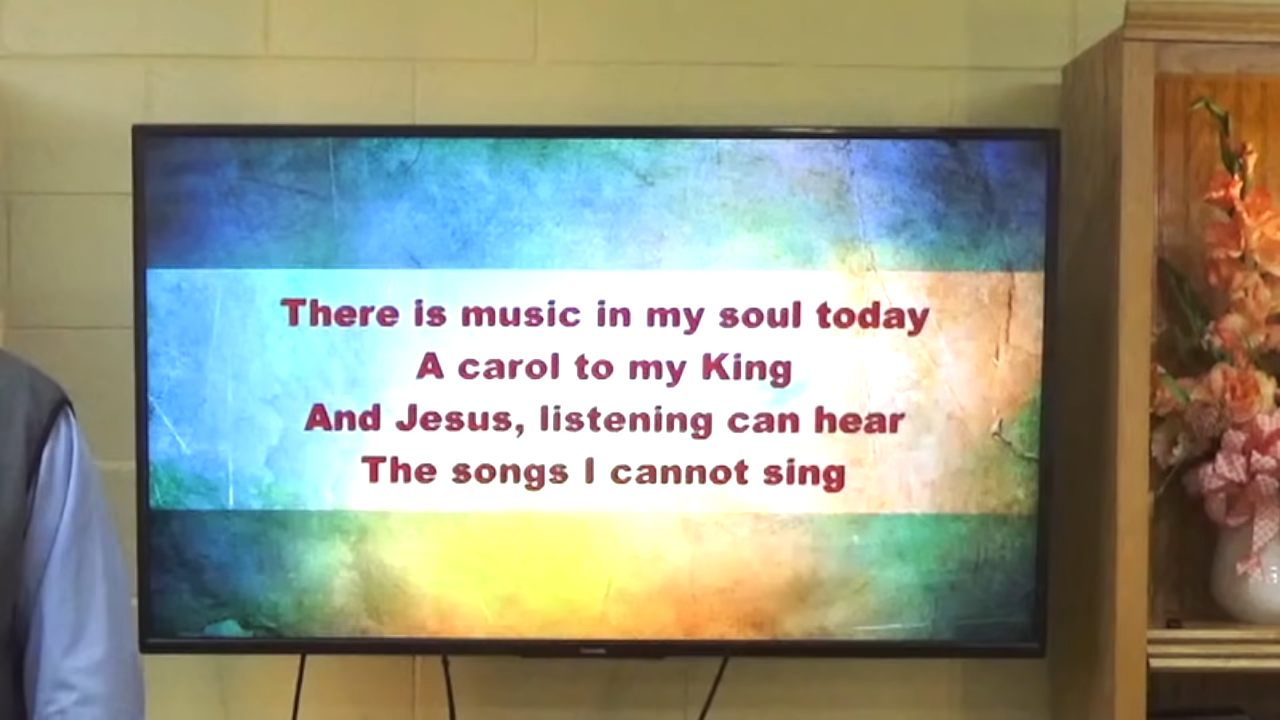 There is music in my soul today
A carol to my King
And Jesus, listening can hear
The songs I cannot sing